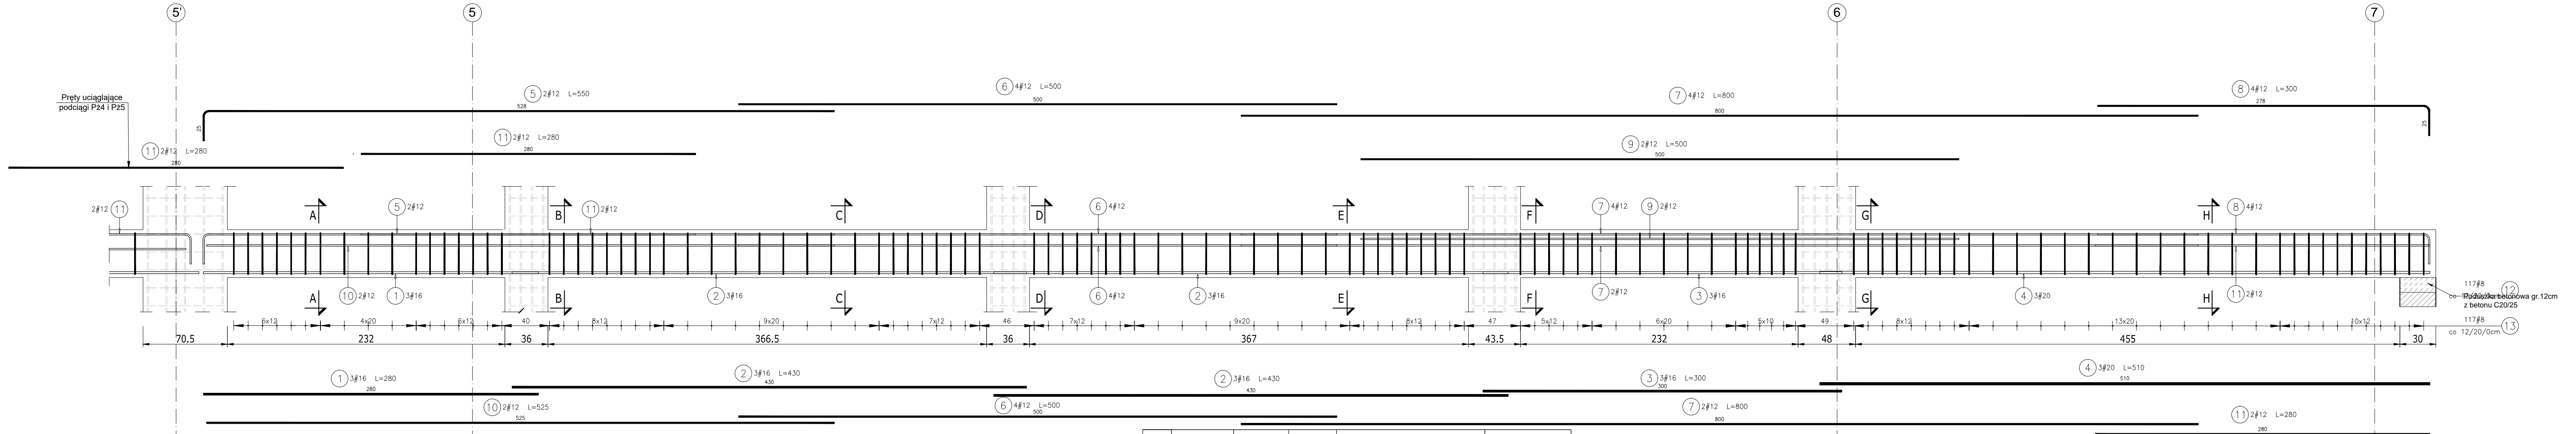 5'
5
6
7
Pręty uciąglające
podciągi Pż4 i Pż5
11 2#12 L=280
280
5 2#12 L=550
528
25
11 2#12 L=280
280
6 4#12 L=500
500
7 4#12 L=800
800
9 2#12 L=500
500
8 4#12 L=300
278
25
2#12 11
A
5 2#12
B
11 2#12
C
D
6 4#12
E
F
7 4#12
9 2#12
G
H
8 4#12
A
10 2#12
1 3#16
B
2 3#16
C
D
6 4#12
2 3#16
E
F
7 2#12
3 3#16
G
4 3#20
H
11 2#12
117#8 12
Poduszka betonowa gr.12cm
z betonu C20/25
6x12
4x20
6x12
40
8x12
9x20
7x12
46
7x12
9x20
8x12
47
5x12
6x20
5x10
49
8x12
13x20
10x12
117#8
co 12/20/0cm 13
70.5
232
36
366.5
36
367
43.5
232
48
455
30
1 3#16 L=280
280
2 3#16 L=430
430
2 3#16 L=430
430
3 3#16 L=300
300
4 3#20 L=510
510
10 2#12 L=525
525
6 4#12 L=500
500
7 2#12 L=800
800
11 2#12 L=280
280